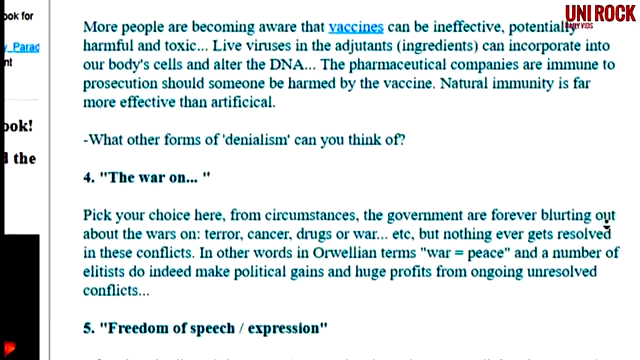 UNI ROCK
ook for
y_Parad
nt
ook!
d the
More people are becoming aware that vaccines can be ineffective, potentially
harmful and toxic... Live viruses in the adjutants (ingredients) can incorporate into
our body's cells and alter the DNA... The pharmaceutical companies are immune to
prosecution should someone be harmed by the vaccine. Natural immunity is far
more effective than artificical.
-What other forms of 'denialism' can you think of?
4. "The war on... "
Pick your choice here, from circumstances, the government are forever blurting out
about the wars on: terror, cancer, drugs or war... etc, but nothing ever gets resolved
in these conflicts. In other words in Orwellian terms "war = peace" and a number of
elitists do indeed make political gains and huge profits from ongoing unresolved
conflicts...
5. "Freedom of speech / expression"